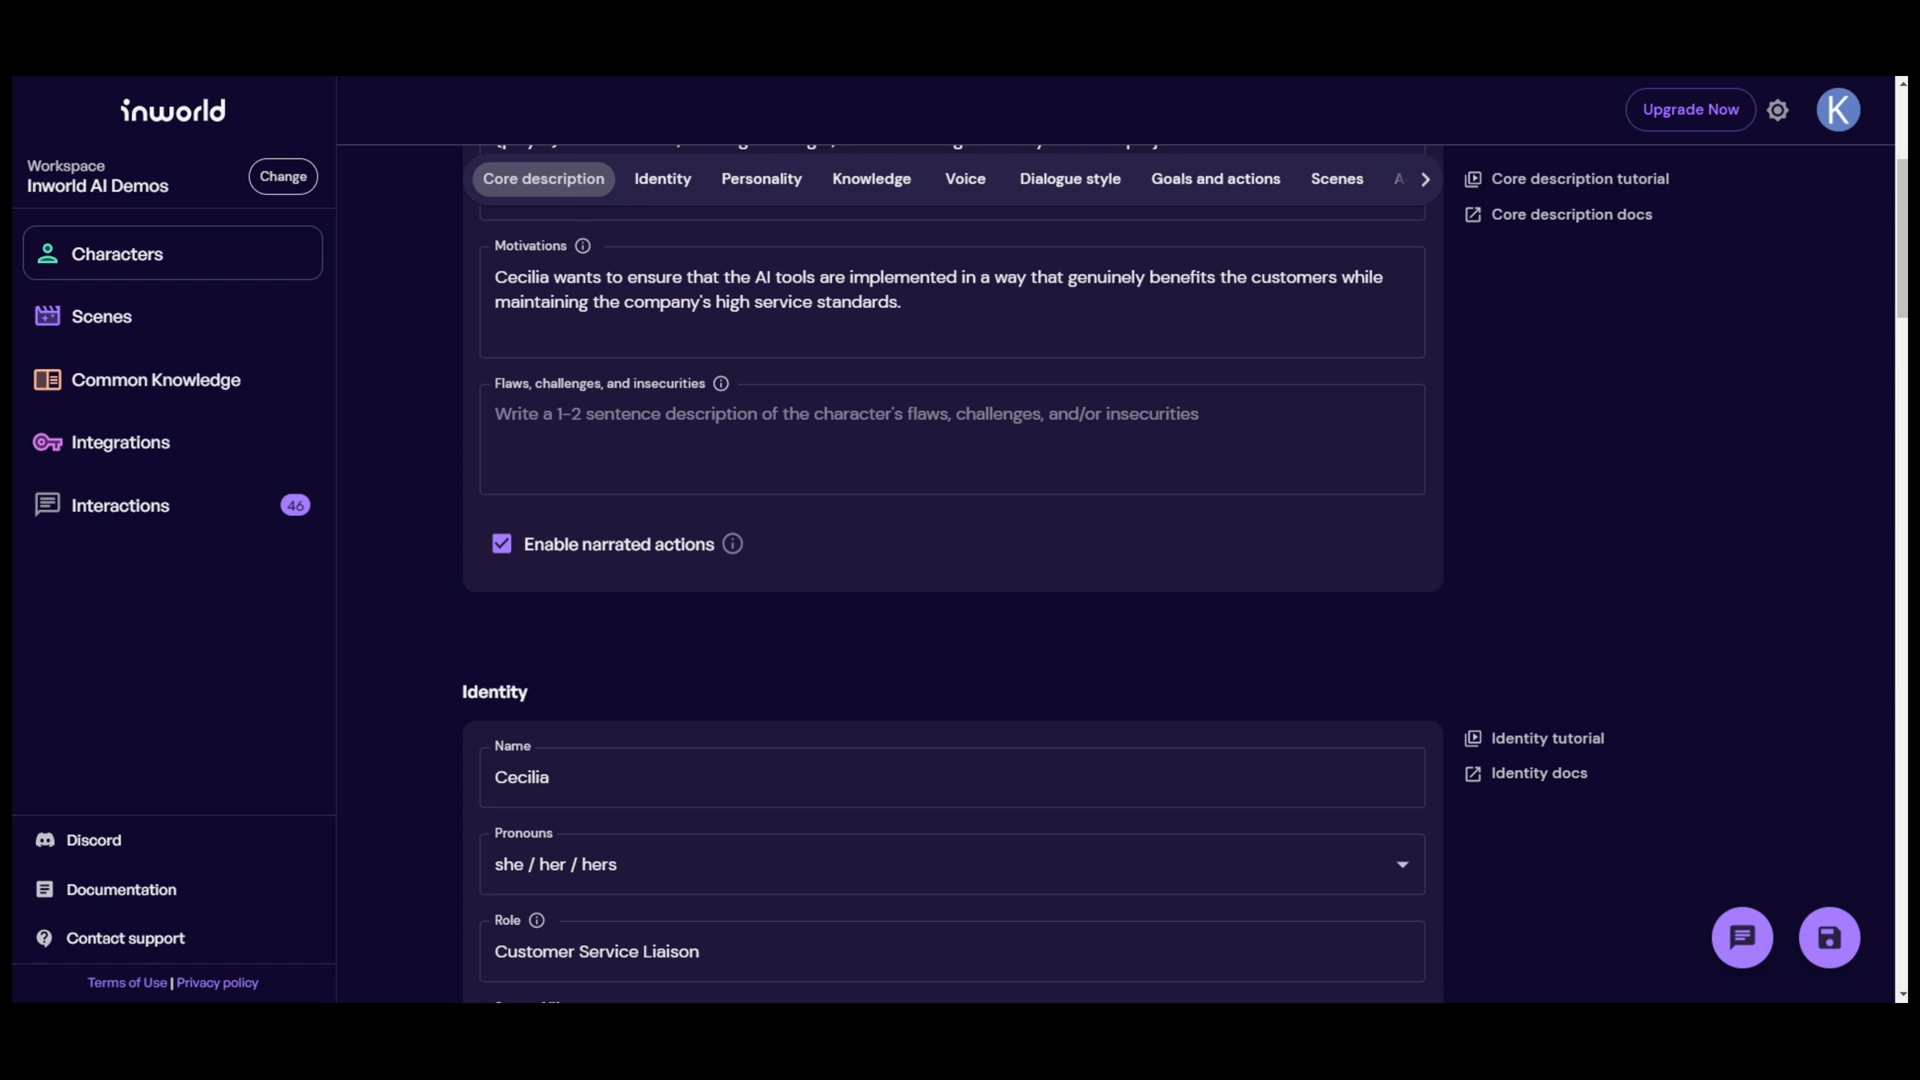 inworld
Upgrade Now
K
Workspace
Inworld AI Demos
Change
Core description
Identity
Personality
Knowledge
Voice
Dialogue style
Goals and actions
Scenes
Core description tutorial
Core description docs
Characters
Scenes
Common Knowledge
Integrations
Interactions
46
Motivations
Cecilia wants to ensure that the AI tools are implemented in a way that genuinely benefits the customers while
maintaining the company's high service standards.
Flaws, challenges, and insecurities
Write a 1-2 sentence description of the character's flaws, challenges, and/or insecurities
Enable narrated actions
Identity
Name
Cecilia
Pronouns
she / her / hers
Role
Customer Service Liaison
Identity tutorial
Identity docs
Discord
Documentation
Contact support
Terms of Use | Privacy policy